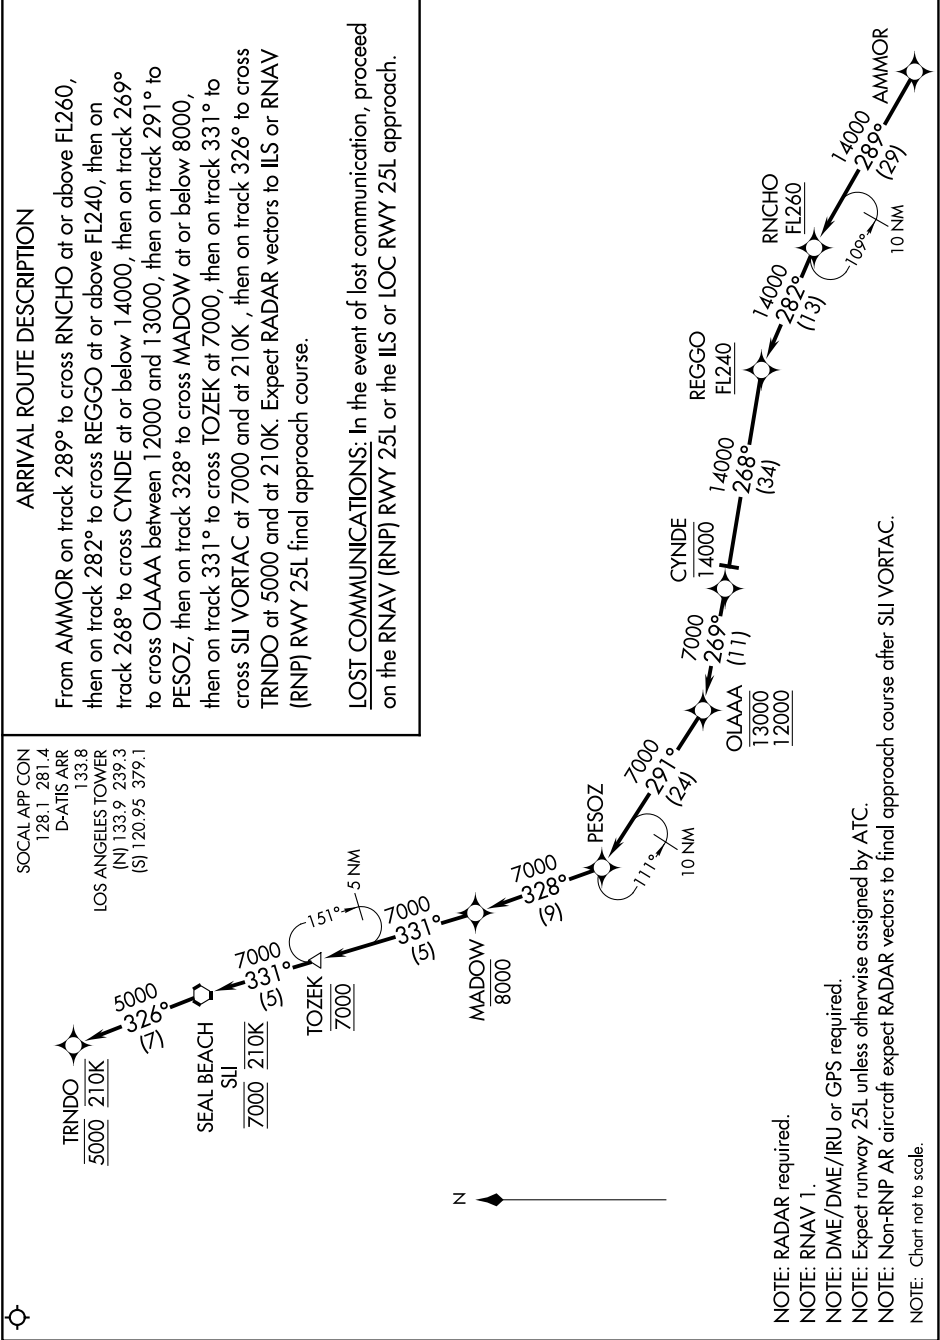 ARRIVAL ROUTE DESCRIPTION
From AMMOR on track 289° to cross RNCHO at or above FL260,
then on track 282° to cross REGGO at or above FL240, then on
track 268° to cross CYNDE at or below 14000, then on track 269°
to cross OLAAA between 12000 and 13000, then on track 291° to
PESOZ, then on track 328° to cross MADOW at or below 8000,
then on track 331° to cross TOZEK at 7000, then on track 331° to
cross SLI VORTAC at 7000 and at 210K , then on track 326° to cross
TRNDO at 5000 and at 210K. Expect RADAR vectors to ILS or RNAV
(RNP) RWY 25L final approach course.
LOST COMMUNICATIONS: In the event of lost communication, proceed
on the RNAV (RNP) RWY 25L or the ILS or LOC RWY 25L approach.
SOCAL APP CON
128.1 281.4
D-ATIS ARR
133.8
LOS ANGELES TOWER
(N) 133.9 239.3
(S) 120.95 379.1
TRNDO
5000 210K
5000
326°
(7)
SEAL BEACH
SLI
7000 210K
7000
331°
(5)
TOZEK
7000
151°
5 NM
7000
331°
(5)
MADOW
8000
7000
328°
(9)
PESOZ
111°
10 NM
7000
291°
(24)
OLAAA
13000
12000
7000
269°
(11)
CYNDE
14000
14000
268°
(34)
REGGO
FL240
14000
282°
(13)
RNCHO
FL260
109°
10 NM
14000
289°
(29)
AMMOR
N
NOTE: RADAR required.
NOTE: RNAV 1.
NOTE: DME/DME/IRU or GPS required.
NOTE: Expect runway 25L unless otherwise assigned by ATC.
NOTE: Non-RNP AR aircraft expect RADAR vectors to final approach course after SLI VORTAC.
NOTE: Chart not to scale.